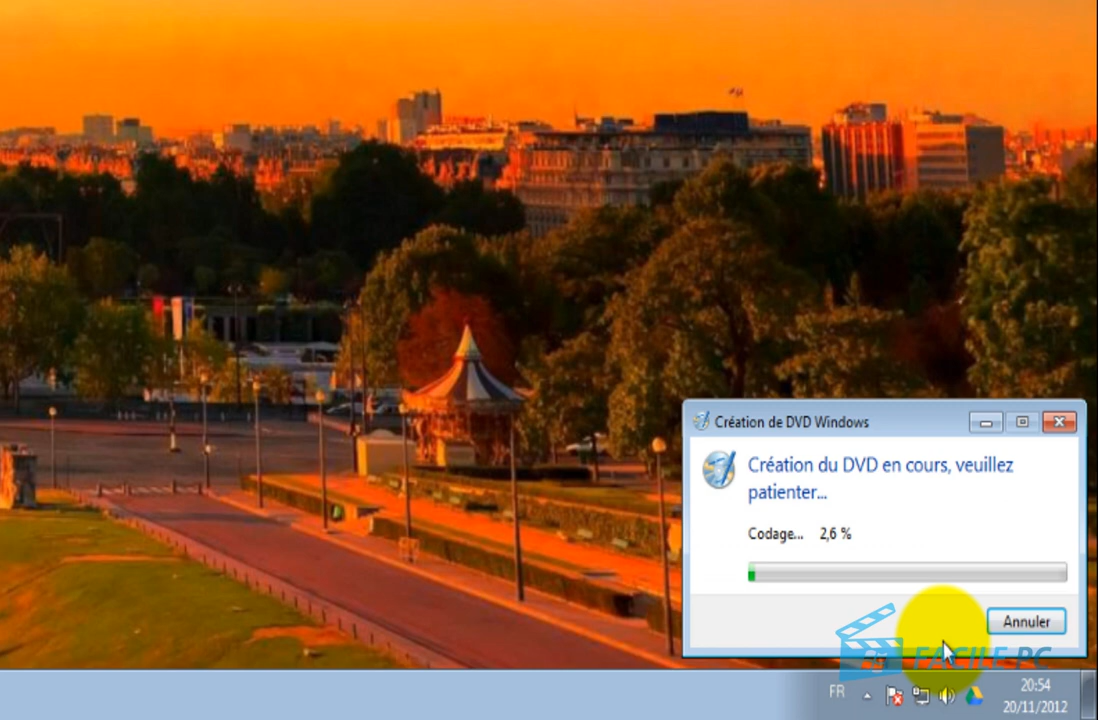 Création de DVD Windows
Création du DVD en cours, veuillez
patienter...
Codage... 2,6 %
Annuler
FACILE PC
FR
20:54
20/11/2012